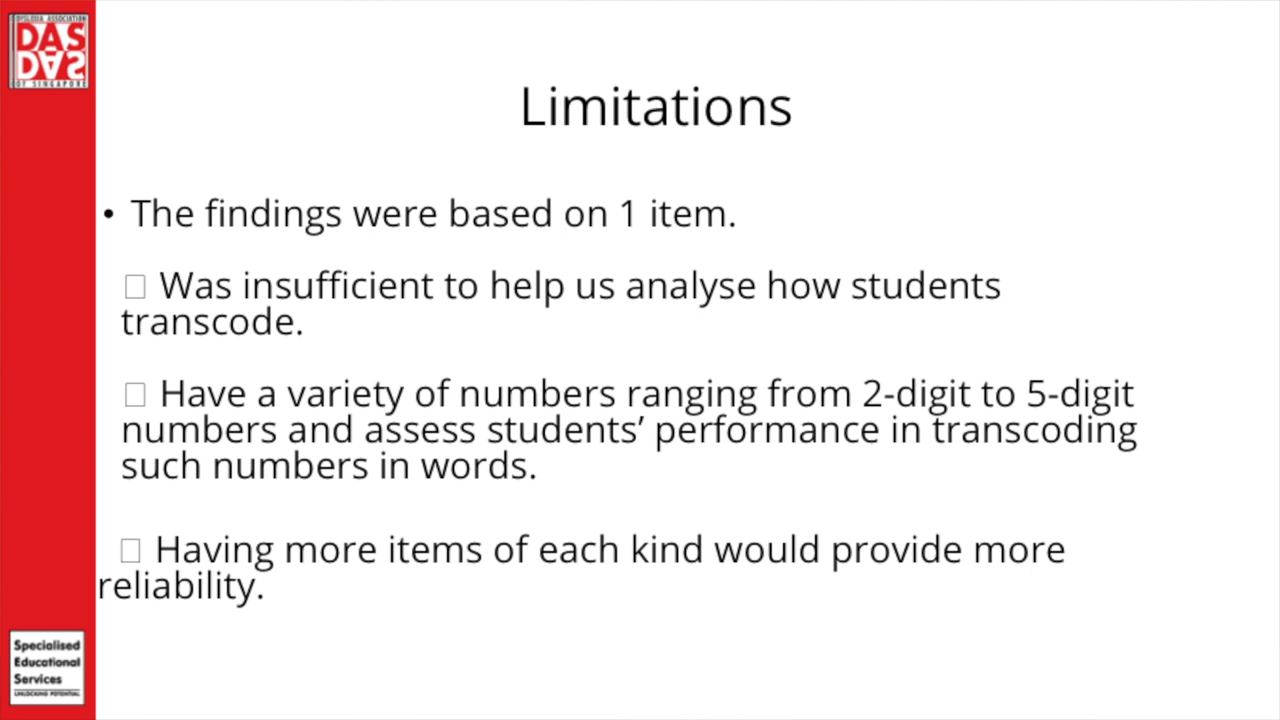 DYSLEXIA ASSOCIATION
DAS
DAS
OF SINGAPORE
Limitations
• The findings were based on 1 item.
□ Was insufficient to help us analyse how students
transcode.
□ Have a variety of numbers ranging from 2-digit to 5-digit
numbers and assess students’ performance in transcoding
such numbers in words.
□ Having more items of each kind would provide more
reliability.
Specialised
Educational
Services
UNLOCKING POTENTIAL